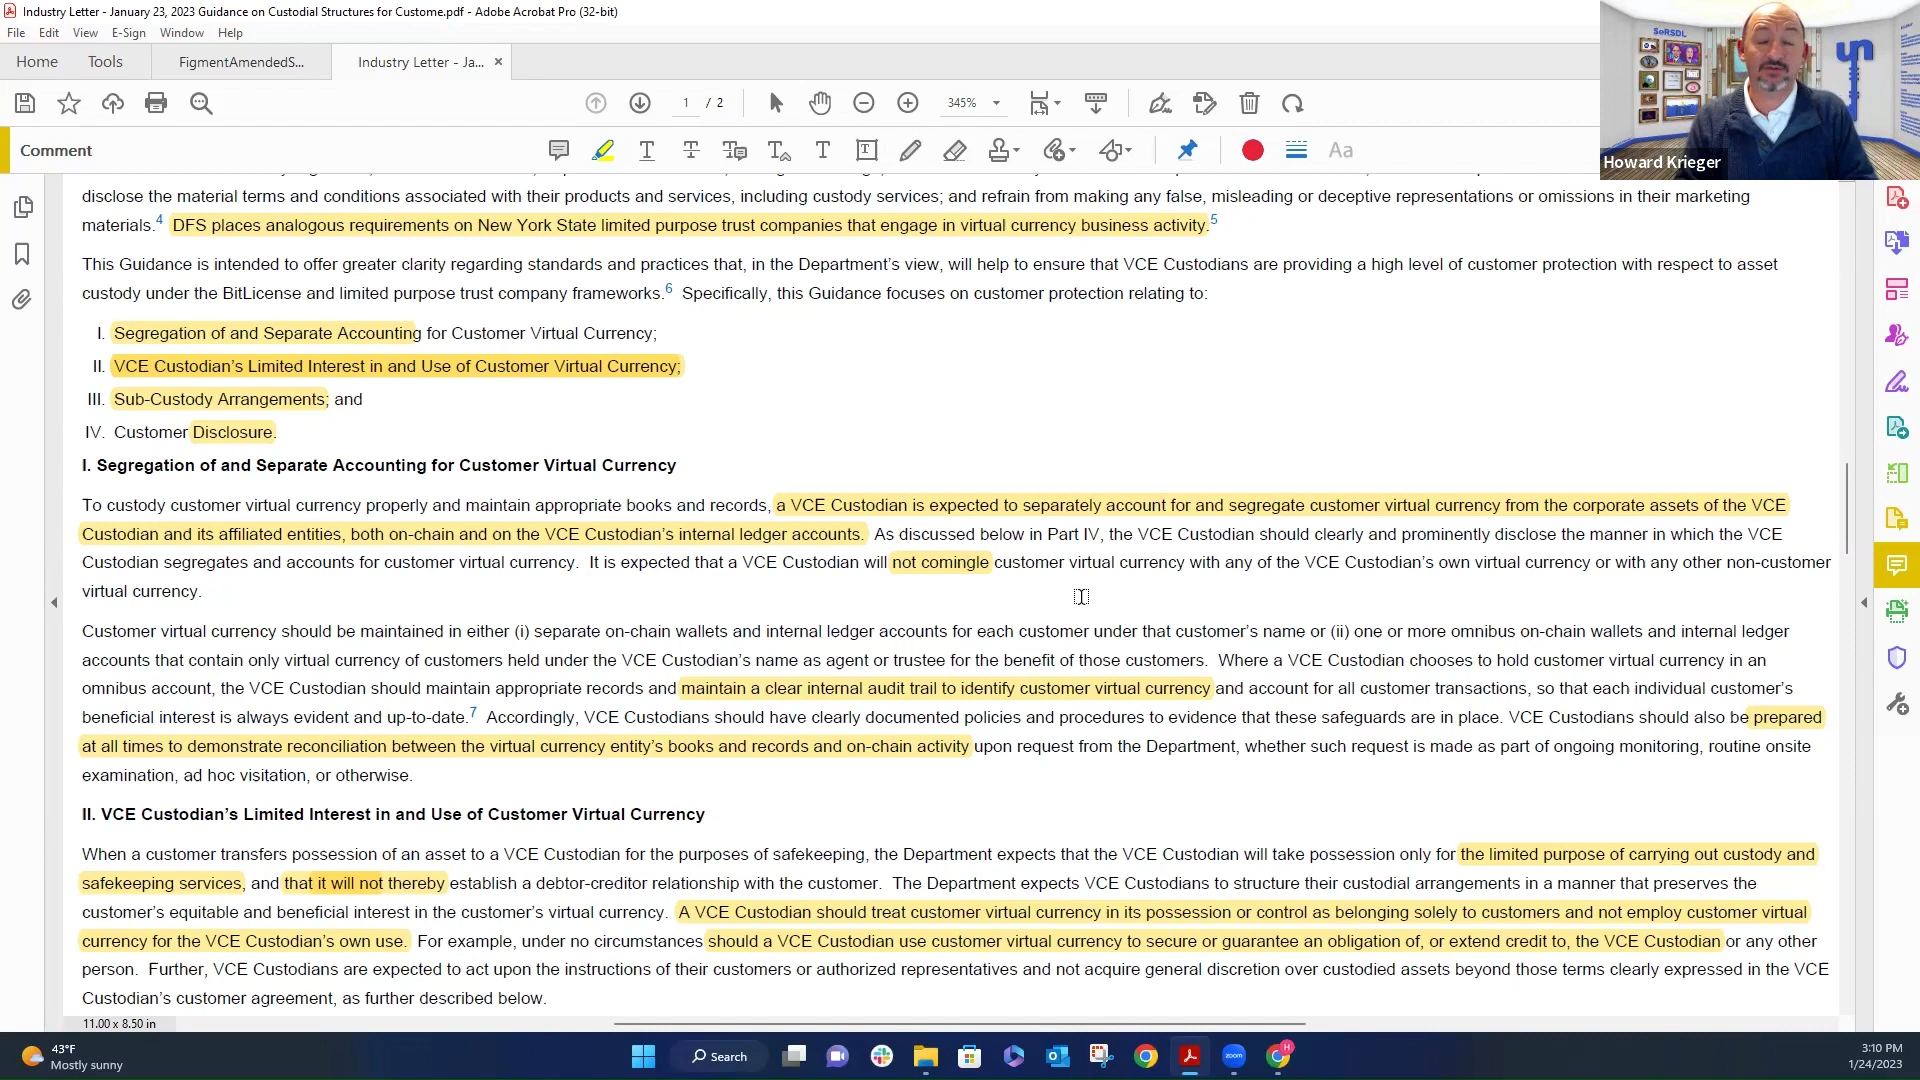 Industry Letter - January 23, 2023 Guidance on Custodial Structures for Custome.pdf - Adobe Acrobat Pro (32-bit)
File Edit View E-Sign Window Help
Home Tools FigmentAmendedS... Industry Letter - Ja... ×
1 / 2 345%
Comment
Aa
SeRSDL
un
Howard Krieger
disclose the material terms and conditions associated with their products and services, including custody services; and refrain from making any false, misleading or deceptive representations or omissions in their marketing
materials.4 DFS places analogous requirements on New York State limited purpose trust companies that engage in virtual currency business activity.5
This Guidance is intended to offer greater clarity regarding standards and practices that, in the Department's view, will help to ensure that VCE Custodians are providing a high level of customer protection with respect to asset
custody under the BitLicense and limited purpose trust company frameworks.6 Specifically, this Guidance focuses on customer protection relating to:
I. Segregation of and Separate Accounting for Customer Virtual Currency;
II. VCE Custodian's Limited Interest in and Use of Customer Virtual Currency;
III. Sub-Custody Arrangements; and
IV. Customer Disclosure.
I. Segregation of and Separate Accounting for Customer Virtual Currency
To custody customer virtual currency properly and maintain appropriate books and records, a VCE Custodian is expected to separately account for and segregate customer virtual currency from the corporate assets of the VCE
Custodian and its affiliated entities, both on-chain and on the VCE Custodian's internal ledger accounts. As discussed below in Part IV, the VCE Custodian should clearly and prominently disclose the manner in which the VCE
Custodian segregates and accounts for customer virtual currency. It is expected that a VCE Custodian will not comingle customer virtual currency with any of the VCE Custodian's own virtual currency or with any other non-customer
virtual currency.
Customer virtual currency should be maintained in either (i) separate on-chain wallets and internal ledger accounts for each customer under that customer's name or (ii) one or more omnibus on-chain wallets and internal ledger
accounts that contain only virtual currency of customers held under the VCE Custodian's name as agent or trustee for the benefit of those customers. Where a VCE Custodian chooses to hold customer virtual currency in an
omnibus account, the VCE Custodian should maintain appropriate records and maintain a clear internal audit trail to identify customer virtual currency and account for all customer transactions, so that each individual customer's
beneficial interest is always evident and up-to-date.7 Accordingly, VCE Custodians should have clearly documented policies and procedures to evidence that these safeguards are in place. VCE Custodians should also be prepared
at all times to demonstrate reconciliation between the virtual currency entity's books and records and on-chain activity upon request from the Department, whether such request is made as part of ongoing monitoring, routine onsite
examination, ad hoc visitation, or otherwise.
II. VCE Custodian's Limited Interest in and Use of Customer Virtual Currency
When a customer transfers possession of an asset to a VCE Custodian for the purposes of safekeeping, the Department expects that the VCE Custodian will take possession only for the limited purpose of carrying out custody and
safekeeping services, and that it will not thereby establish a debtor-creditor relationship with the customer. The Department expects VCE Custodians to structure their custodial arrangements in a manner that preserves the
customer's equitable and beneficial interest in the customer's virtual currency. A VCE Custodian should treat customer virtual currency in its possession or control as belonging solely to customers and not employ customer virtual
currency for the VCE Custodian's own use. For example, under no circumstances should a VCE Custodian use customer virtual currency to secure or guarantee an obligation of, or extend credit to, the VCE Custodian or any other
person. Further, VCE Custodians are expected to act upon the instructions of their customers or authorized representatives and not acquire general discretion over custodied assets beyond those terms clearly expressed in the VCE
Custodian's customer agreement, as further described below.
11.00 x 8.50 in
43°F
Mostly sunny
Search
zoom
H
3:10 PM
1/24/2023